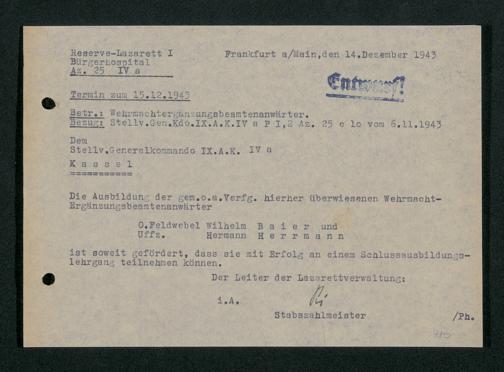 Reserve-Lazarett I
Frankfurt a/Main,den 14.Dezember 1943
Bürgerhospital
Az. 25 IV a
Entwurf!
Termin zum 15.12.1943
Betr.: Wehrmachtergänzungsbeamtenanwärter.
Bezug: Stellv.Gen.Kdo.IX.A.K.IV a P I,2 Az. 25 e 10 vom 6.11.1943
Dem
Stellv.Generalkommando IX.A.K. IV a
K a s s e l
===========
Die Ausbildung der gem.o.a.Verfg. hierher überwiesenen Wehrmacht-
Ergänzungsbeamtenanwärter
O.Feldwebel Wilhelm B a i e r und
Uffz. Hermann H e r r m a n n
ist soweit gefördert, dass sie mit Erfolg an einem Schlussausbildungs-
lehrgang teilnehmen können.
Der Leiter der Lazarettverwaltung:
i.A.
Stabszahlmeister /Ph.